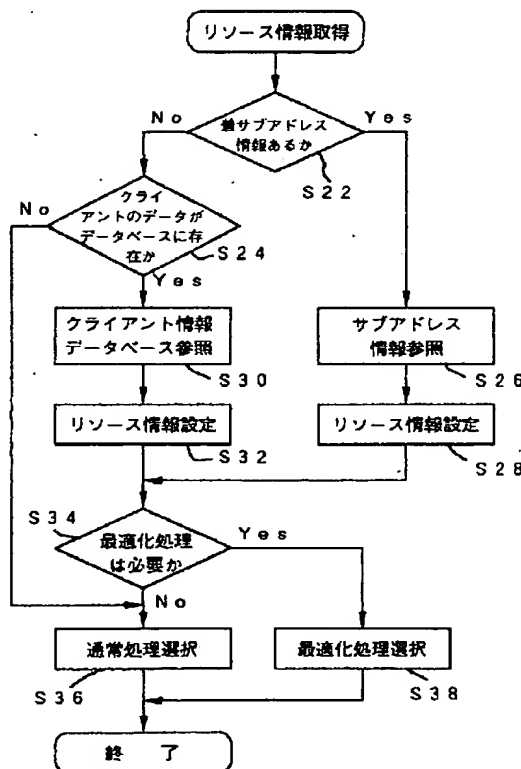 リソース情報取得
No
Yes
着サブアドレス
情報あるか
S22
No
クライ
アントのデータが
データベースに存
在か
S24
Yes
クライアント情報
データベース参照
S30
サブアドレス
情報参照
S26
リソース情報設定
S32
リソース情報設定
S28
S34
最適化処理
は必要か
Yes
No
通常処理選択
S36
最適化処理選択
S38
終 了